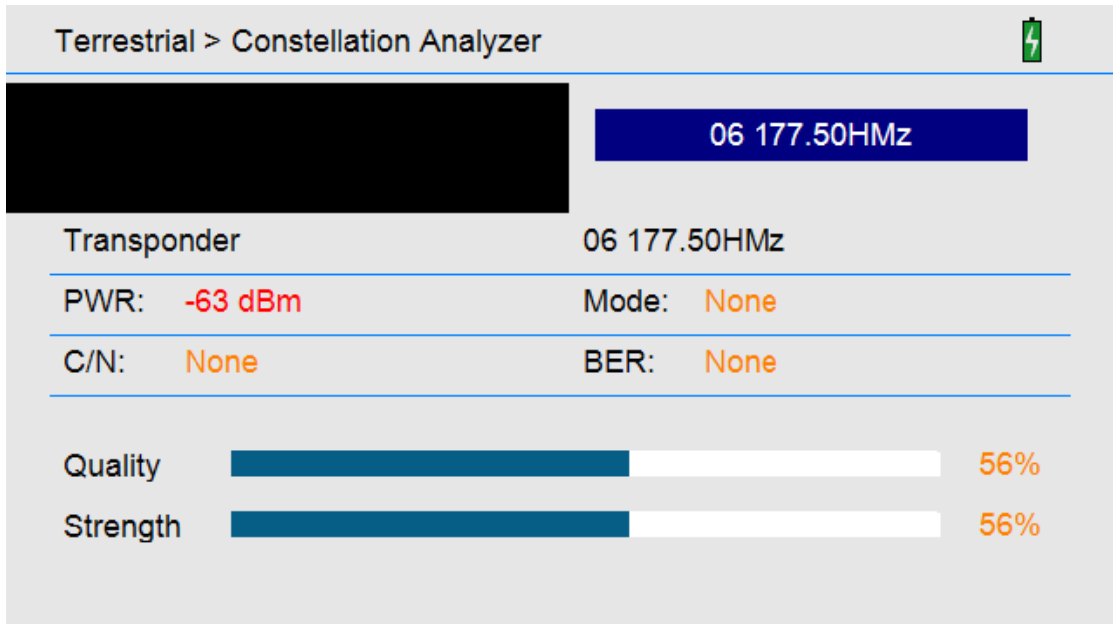 Terrestrial > Constellation Analyzer
06 177.50HMz
Transponder 06 177.50HMz
PWR: -63 dBm Mode: None
C/N: None BER: None
Quality 56%
Strength 56%